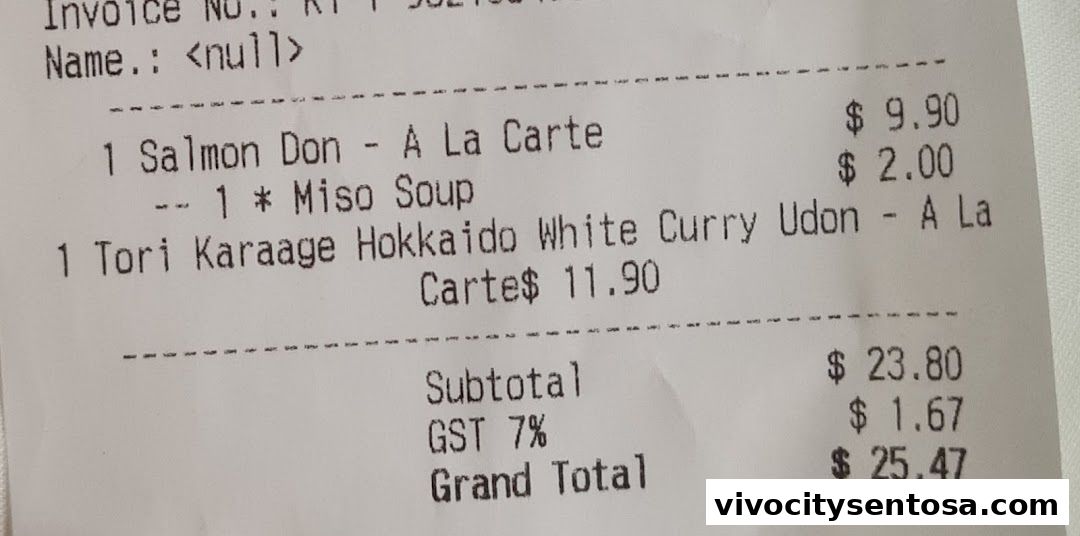 Invoice No.:
Name.: <null>
1 Salmon Don - A La Carte $ 9.90
-- 1 * Miso Soup $ 2.00
1 Tori Karaage Hokkaido White Curry Udon - A La
Carte$ 11.90
Subtotal $ 23.80
GST 7% $ 1.67
Grand Total $ 25.47
vivocitysentosa.com